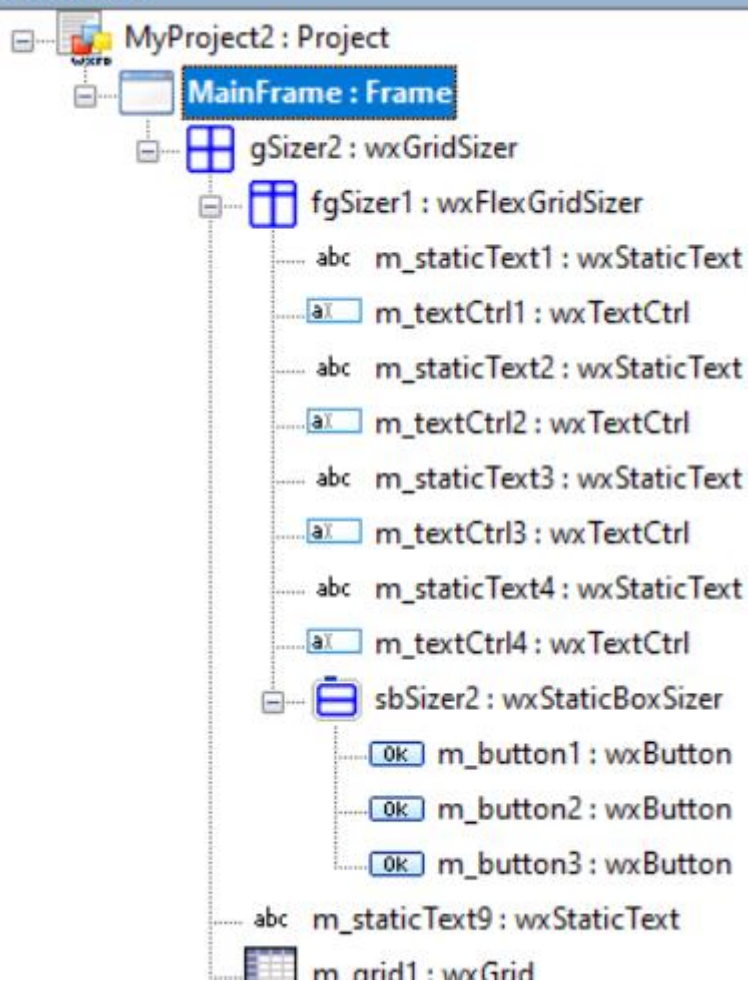 MyProject2 : Project
MainFrame : Frame
gSizer2 : wxGridSizer
fgSizer1 : wxFlexGridSizer
abc m_staticText1 : wxStaticText
a m_textCtrl1 : wxTextCtrl
abc m_staticText2 : wxStaticText
a m_textCtrl2 : wxTextCtrl
abc m_staticText3 : wxStaticText
a m_textCtrl3 : wxTextCtrl
abc m_staticText4 : wxStaticText
a m_textCtrl4 : wxTextCtrl
sbSizer2 : wxStaticBoxSizer
Ok m_button1 : wxButton
Ok m_button2 : wxButton
Ok m_button3 : wxButton
abc m_staticText9 : wxStaticText
m_grid1 : wxGrid